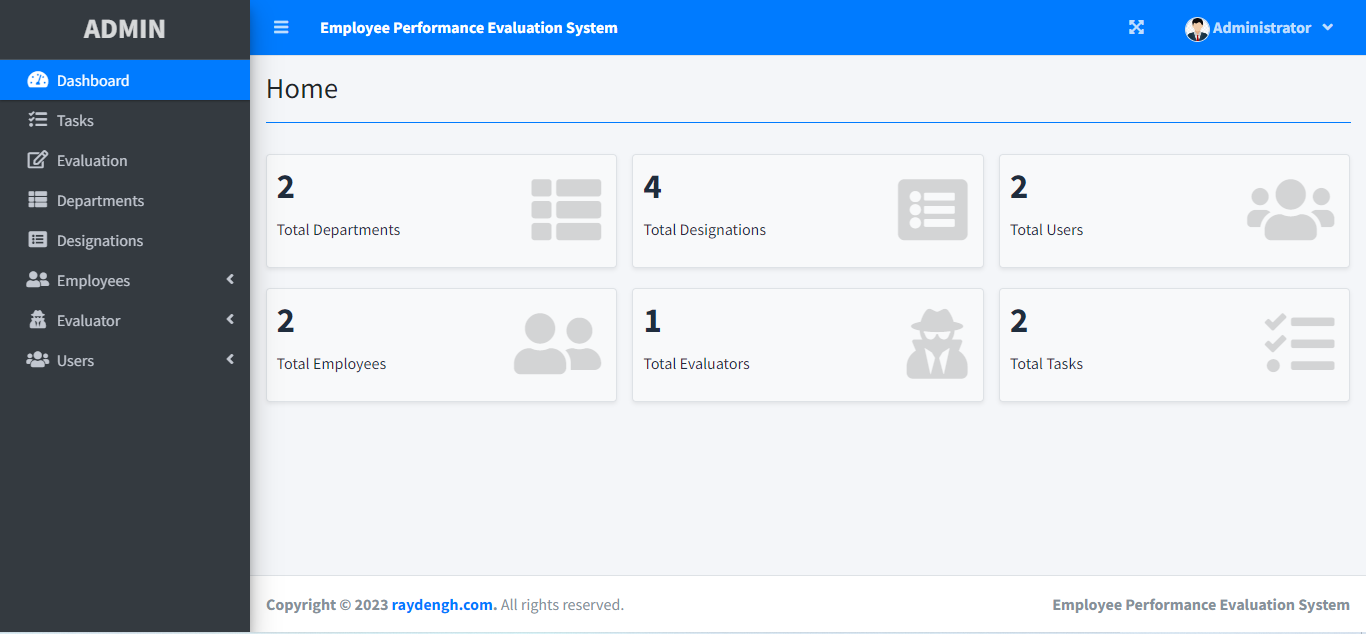 ADMIN
Employee Performance Evaluation System
Administrator
Dashboard
Tasks
Evaluation
Departments
Designations
Employees
Evaluator
Users
Home
2
Total Departments
4
Total Designations
2
Total Users
2
Total Employees
1
Total Evaluators
2
Total Tasks
Copyright © 2023 raydengh.com. All rights reserved.
Employee Performance Evaluation System